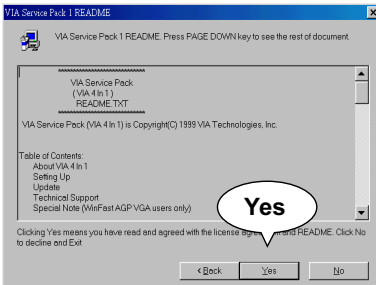 VIA Service Pack 1 README
VIA Service Pack 1 README. Press PAGE DOWN key to see the rest of document.
VIA Service Pack
( VIA 4 In 1 )
README.TXT
VIA Service Pack (VIA 4 In 1) is Copyright(C) 1999 VIA Technologies, Inc.
Table of Contents:
About VIA 4 In 1
Setting Up
Update
Technical Support
Special Note (WinFast AGP VGA users only)
Yes
Clicking Yes means you have read and agreed with the license and README. Click No
to decline and Exit
< Back
Yes
No